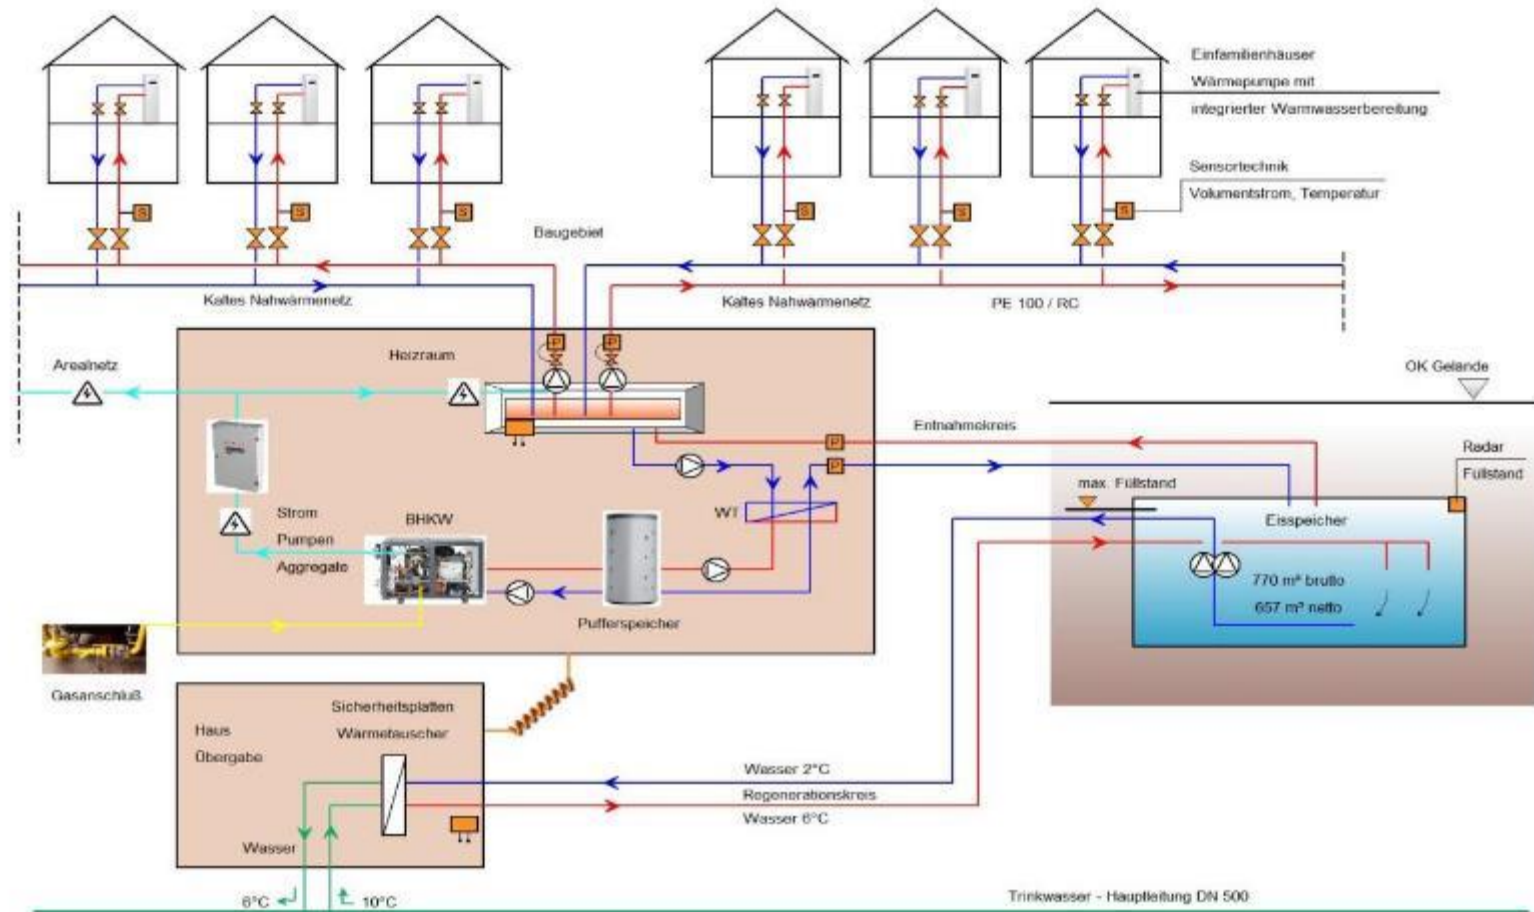 Einfamilienhäuser
Wärmepumpe mit
integrierter Warmwasserbereitung
Sensortechnik
Volumentstrom, Temperatur
S
S
S
S
S
S
Baugebiet
Kaltes Nahwärmenetz
Kaltes Nahwärmenetz
PE 100 / RC
Arealnetz
Heizraum
P
P
OK Gelände
Entnahmekreis
P
P
Radar
Füllstand
max. Füllstand
Eisspeicher
WT
Strom
Pumpen
Aggregate
BHKW
770 m³ brutto
657 m³ netto
Pufferspeicher
Gasanschluß
Haus
Übergabe
Sicherheitsplatten
Wärmetauscher
Wasser 2°C
Regenerationskreis
Wasser 6°C
Wasser
6°C
10°C
Trinkwasser - Hauptleitung DN 500